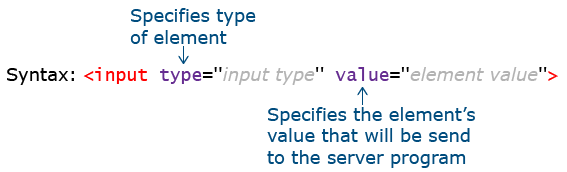 Specifies type
of element
Syntax: <input type="input type" value="element value">
Specifies the element's
value that will be send
to the server program